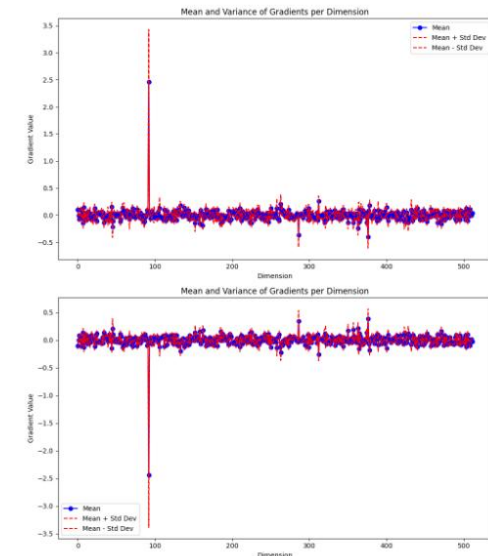 Mean and Variance of Gradients per Dimension
3.5
3.0
2.5
2.0
1.5
1.0
0.5
0.0
−0.5
Gradient Value
Mean
Mean + Std Dev
Mean - Std Dev
0 100 200 300 400 500
Dimension
Mean and Variance of Gradients per Dimension
0.5
0.0
−0.5
−1.0
−1.5
−2.0
−2.5
−3.0
−3.5
Gradient Value
Mean
Mean + Std Dev
Mean - Std Dev
0 100 200 300 400 500
Dimension